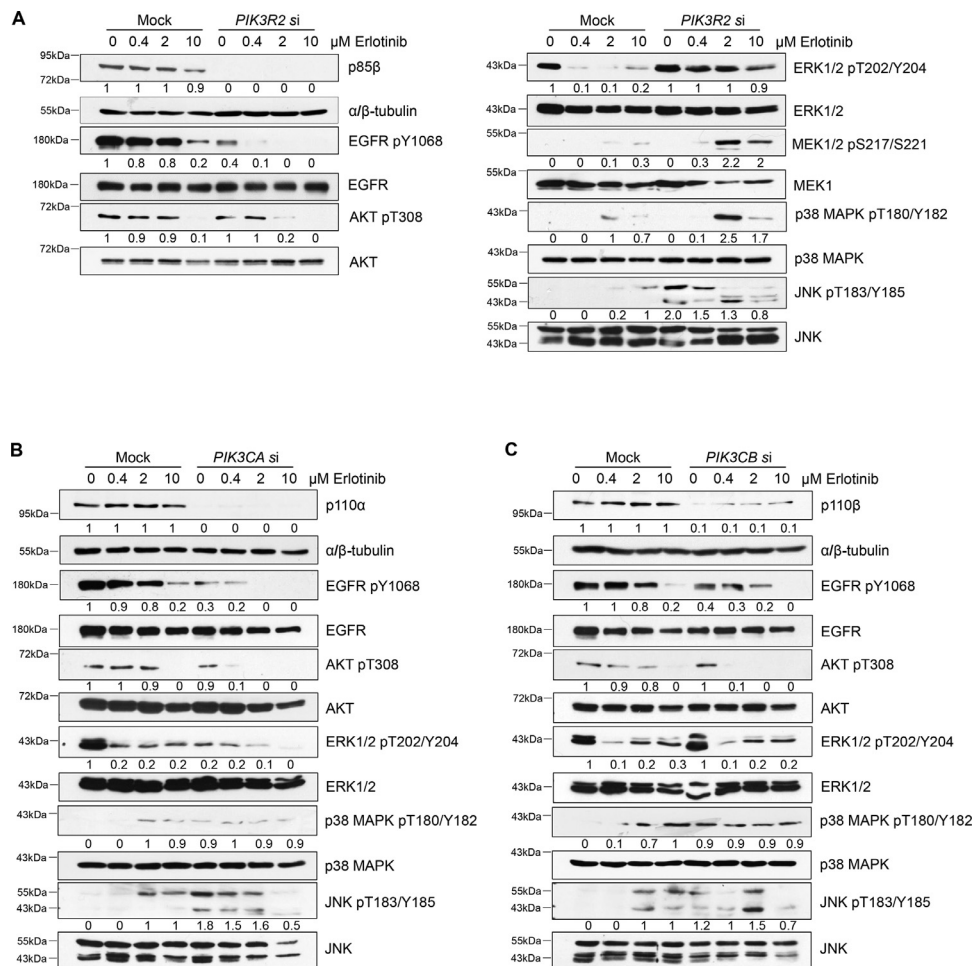 A
Mock PIK3R2 si
0 0.4 2 10 0 0.4 2 10 µM Erlotinib
95kDa
p85β
72kDa
1 1 1 0.9 0 0 0 0
55kDa α/β-tubulin
180kDa EGFR pY1068
1 0.8 0.8 0.2 0.4 0.1 0 0
180kDa EGFR
72kDa
AKT pT308
1 0.9 0.9 0.1 1 1 0.2 0
72kDa
AKT
Mock PIK3R2 si
0 0.4 2 10 0 0.4 2 10 µM Erlotinib
43kDa ERK1/2 pT202/Y204
1 0.1 0.1 0.2 1 1 1 0.9
43kDa ERK1/2
55kDa
MEK1/2 pS217/S221
0 0 0.1 0.3 0 0.3 2.2 2
55kDa
MEK1
43kDa p38 MAPK pT180/Y182
0 0 1 0.7 0 0.1 2.5 1.7
43kDa p38 MAPK
55kDa
43kDa JNK pT183/Y185
0 0 0.2 1 2.0 1.5 1.3 0.8
55kDa
43kDa JNK
B
Mock PIK3CA si
0 0.4 2 10 0 0.4 2 10 µM Erlotinib
p110α
95kDa
1 1 1 1 0 0 0 0
55kDa α/β-tubulin
180kDa EGFR pY1068
1 0.9 0.8 0.2 0.3 0.2 0 0
180kDa EGFR
72kDa
AKT pT308
1 1 0.9 0 0.9 0.1 0 0
72kDa
AKT
43kDa ERK1/2 pT202/Y204
1 0.2 0.2 0.2 0.2 0.2 0.1 0
43kDa ERK1/2
43kDa p38 MAPK pT180/Y182
0 0 1 0.9 0.9 1 0.9 0.9
43kDa
p38 MAPK
55kDa
43kDa JNK pT183/Y185
0 0 1 1 1.8 1.5 1.6 0.5
55kDa
43kDa JNK
C
Mock PIK3CB si
0 0.4 2 10 0 0.4 2 10 µM Erlotinib
p110β
95kDa
1 1 1 1 0.1 0.1 0.1 0.1
55kDa α/β-tubulin
180kDa EGFR pY1068
1 1 0.8 0.2 0.4 0.3 0.2 0
180kDa EGFR
72kDa
AKT pT308
1 0.9 0.8 0 1 0.1 0 0
72kDa
AKT
43kDa ERK1/2 pT202/Y204
1 0.1 0.2 0.3 1 0.1 0.2 0.2
43kDa ERK1/2
43kDa p38 MAPK pT180/Y182
0 0.1 0.7 1 0.9 0.9 0.9 0.9
43kDa
p38 MAPK
55kDa
43kDa JNK pT183/Y185
0 0 1 1 1.2 1 1.5 0.7
55kDa
43kDa JNK